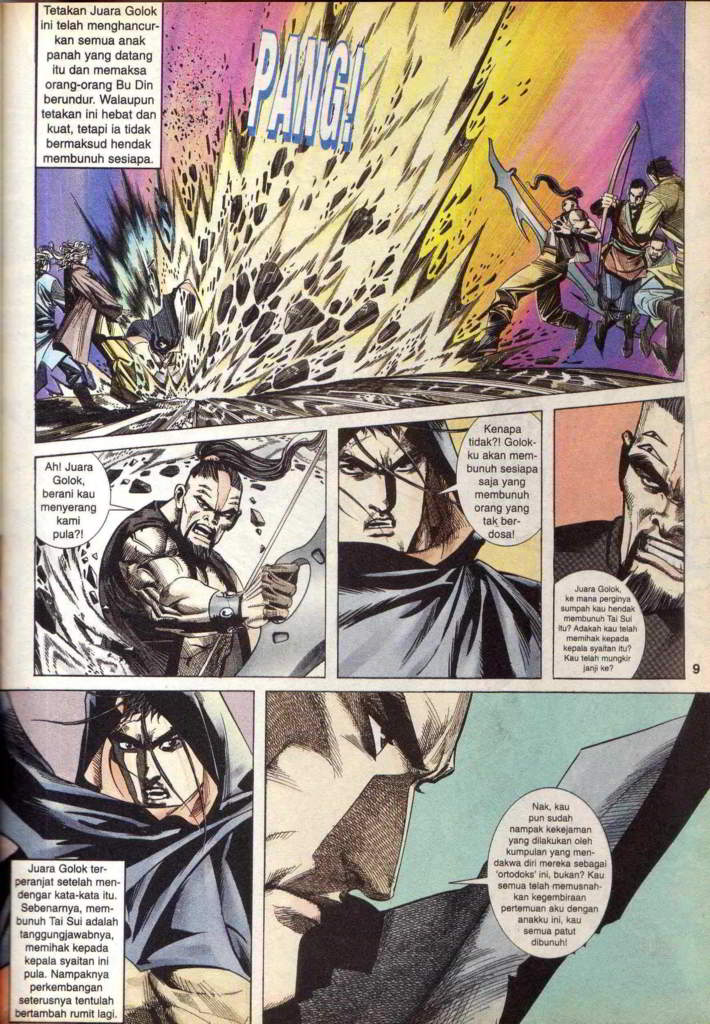 Tetakan Juara Golok
ini telah menghancur-
kan semua anak
panah yang datang
itu dan memaksa
orang-orang Bu Din
berundur. Walaupun
tetakan ini hebat dan
kuat, tetapi ia tidak
bermaksud hendak
membunuh sesiapa.
PANG!
Ah! Juara
Golok,
berani kau
menyerang
kami
pula?!
Kenapa
tidak?! Golok-
ku akan mem-
bunuh sesiapa
saja yang
membunuh
orang yang
tak ber-
dosa!
Juara Golok,
ke mana perginya
sumpah kau hendak
membunuh Tai Sui
itu? Adakah kau telah
memihak kepada
kepala syaitan itu?
Kau telah mungkir
janji ke?
9
Juara Golok ter-
peranjat setelah men-
dengar kata-kata itu.
Sebenarnya, mem-
bunuh Tai Sui adalah
tanggungjawabnya,
memihak kepada
kepala syaitan ini
pula. Nampaknya
perkembangan
seterusnya tentulah
bertambah rumit lagi.
Nak, kau
pun sudah
nampak kekejaman
yang dilakukan oleh
kumpulan yang men-
dakwa diri mereka sebagai
'ortodoks' ini, bukan? Kau
semua telah memusnah-
kan kegembiraan
pertemuan aku dengan
anakku ini, kau
semua patut
dibunuh!